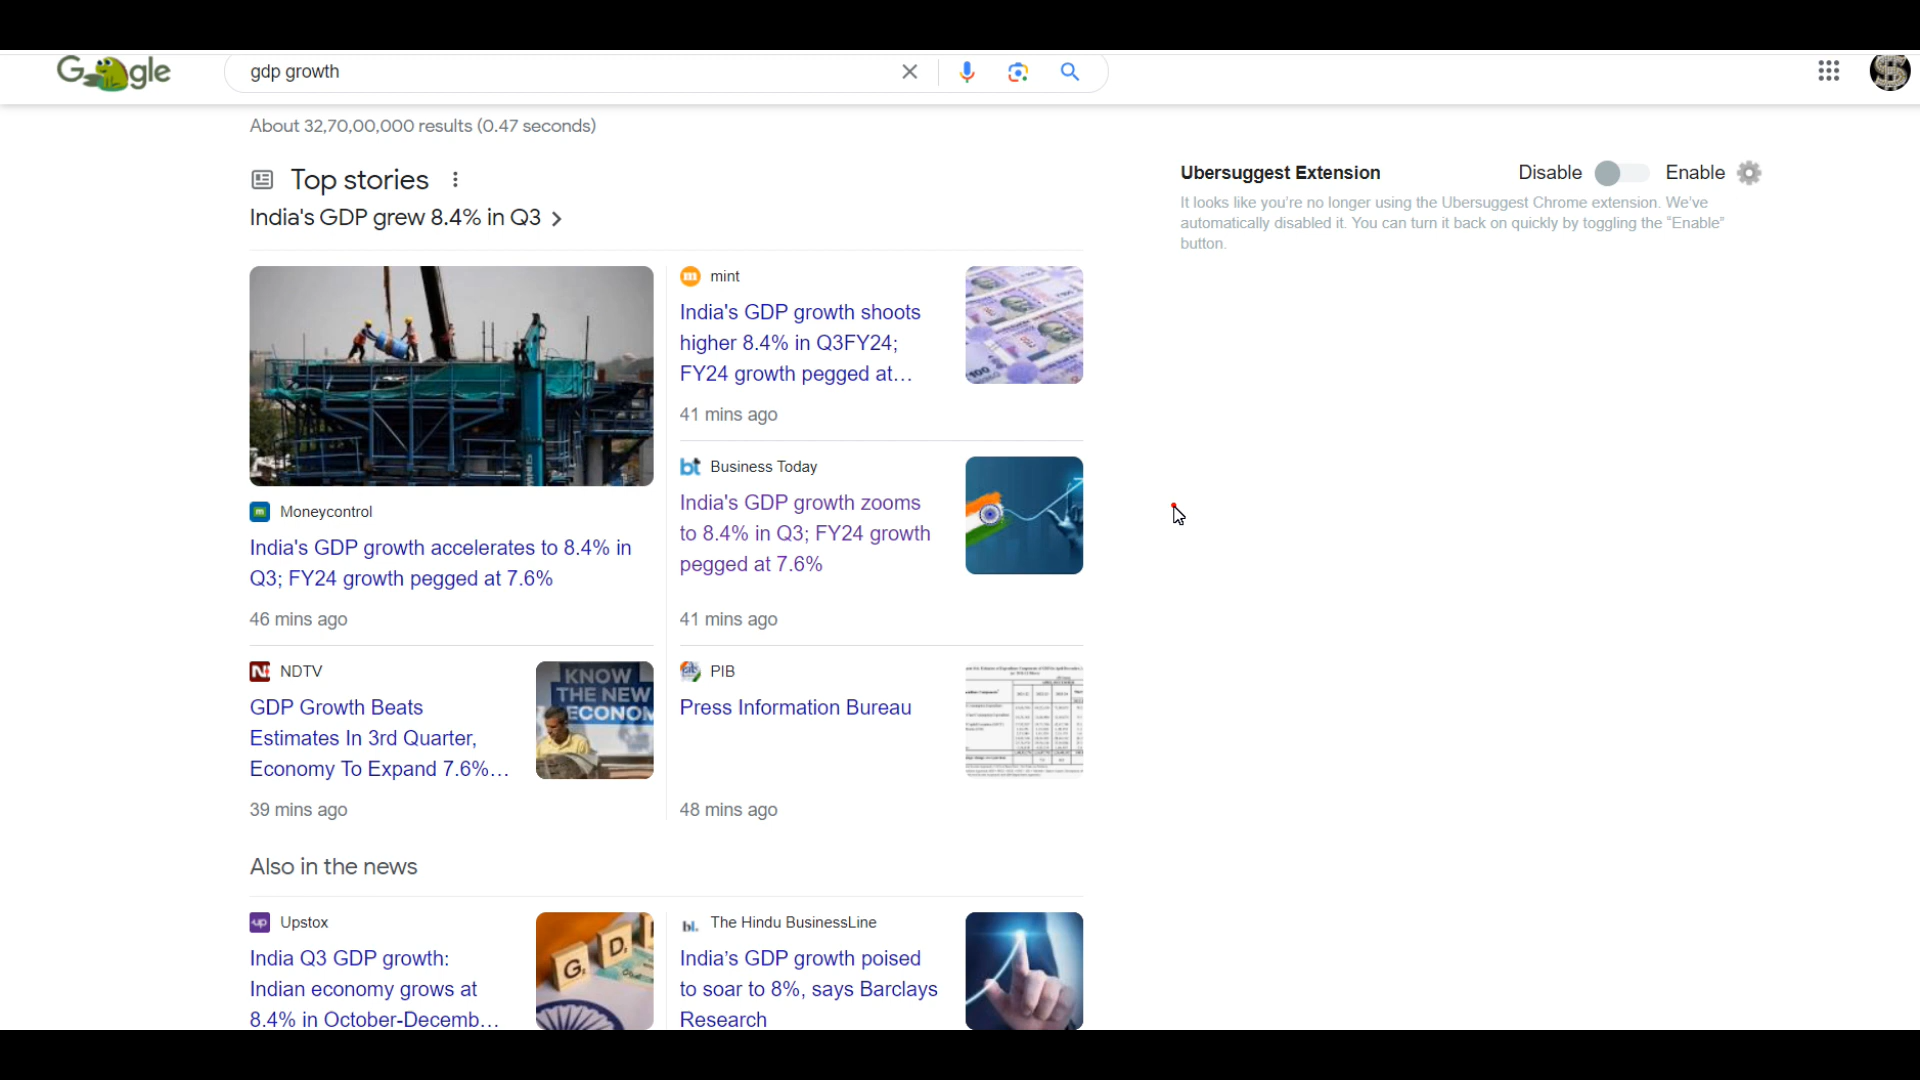 Google
gdp growth
About 32,70,00,000 results (0.47 seconds)
Top stories
India's GDP grew 8.4% in Q3
Moneycontrol
India's GDP growth accelerates to 8.4% in
Q3; FY24 growth pegged at 7.6%
46 mins ago
mint
India's GDP growth shoots
higher 8.4% in Q3FY24;
FY24 growth pegged at...
41 mins ago
bt Business Today
India's GDP growth zooms
to 8.4% in Q3; FY24 growth
pegged at 7.6%
41 mins ago
NDTV
GDP Growth Beats
Estimates In 3rd Quarter,
Economy To Expand 7.6%...
39 mins ago
KNOW
THE NEW
ECONOM
PIB
Press Information Bureau
48 mins ago
Also in the news
up Upstox
India Q3 GDP growth:
Indian economy grows at
8.4% in October-Decemb...
G D
bl. The Hindu BusinessLine
India’s GDP growth poised
to soar to 8%, says Barclays
Research
Ubersuggest Extension
Disable Enable
It looks like you're no longer using the Ubersuggest Chrome extension. We've
automatically disabled it. You can turn it back on quickly by toggling the "Enable"
button.